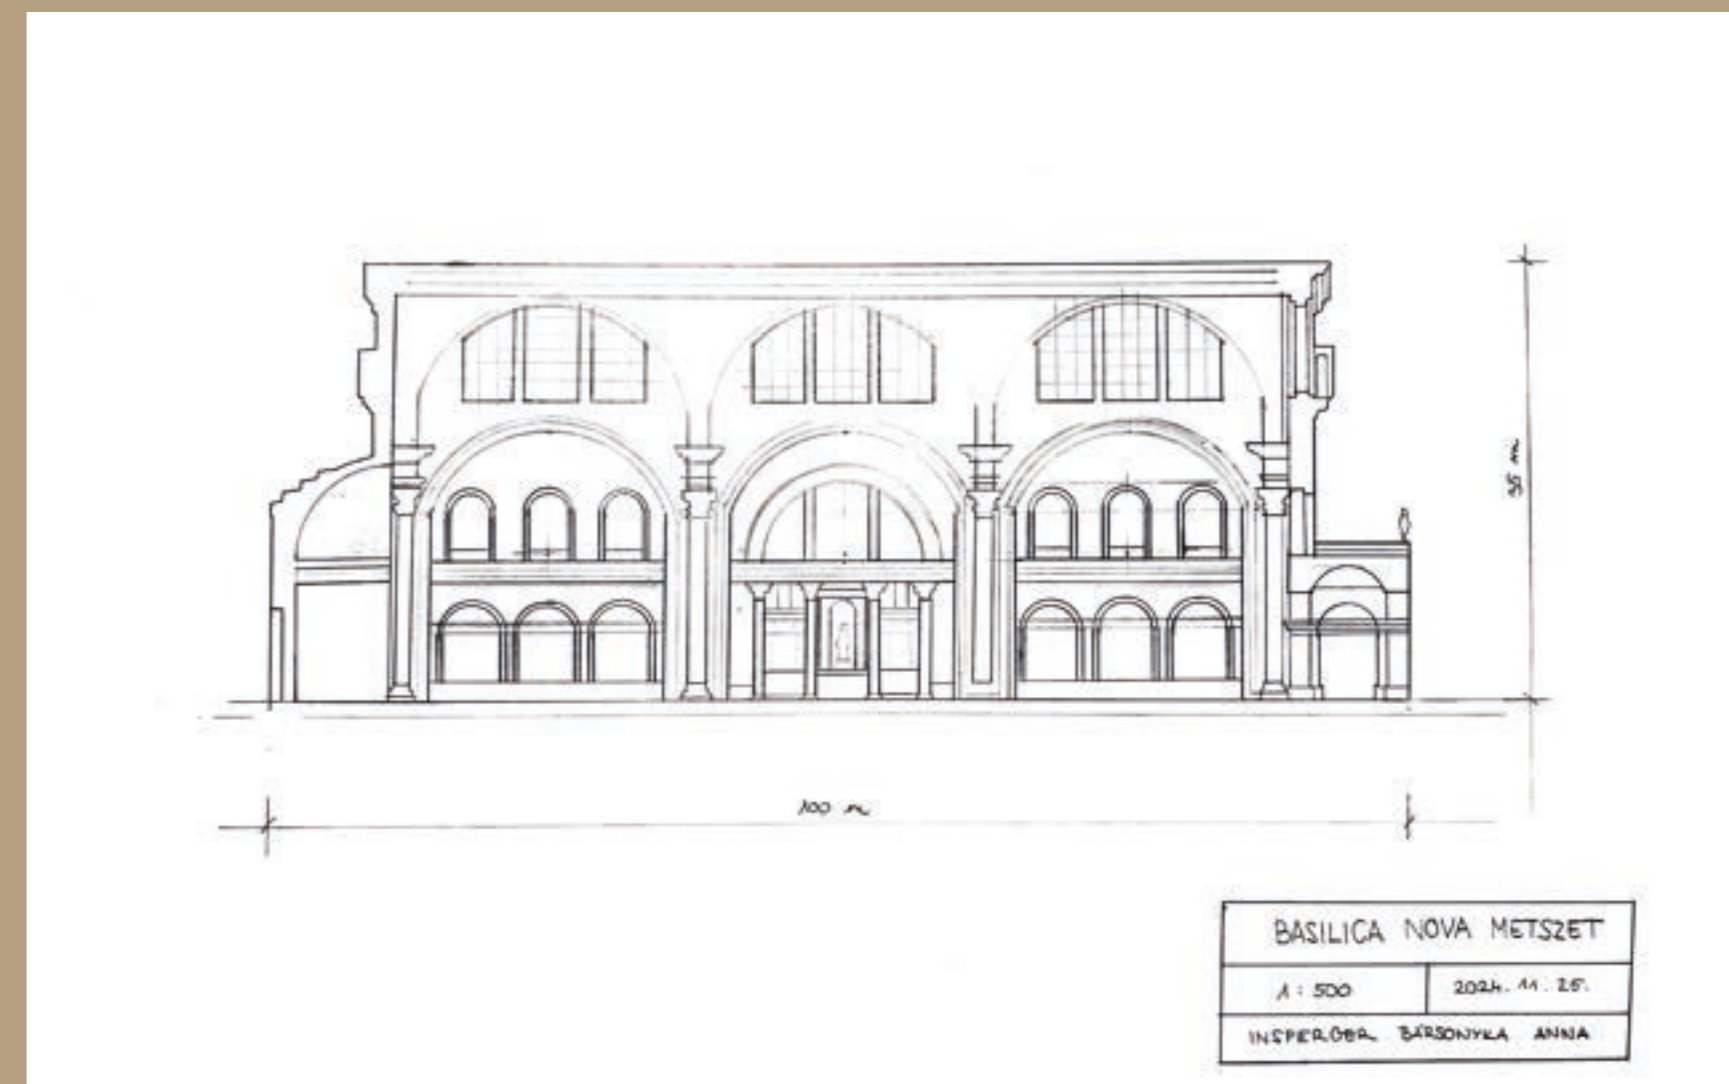 35 m
100 m
BASILICA NOVA METSZET
1:500
2024. 11. 25.
INSPERGER BÁRSONYKA ANNA